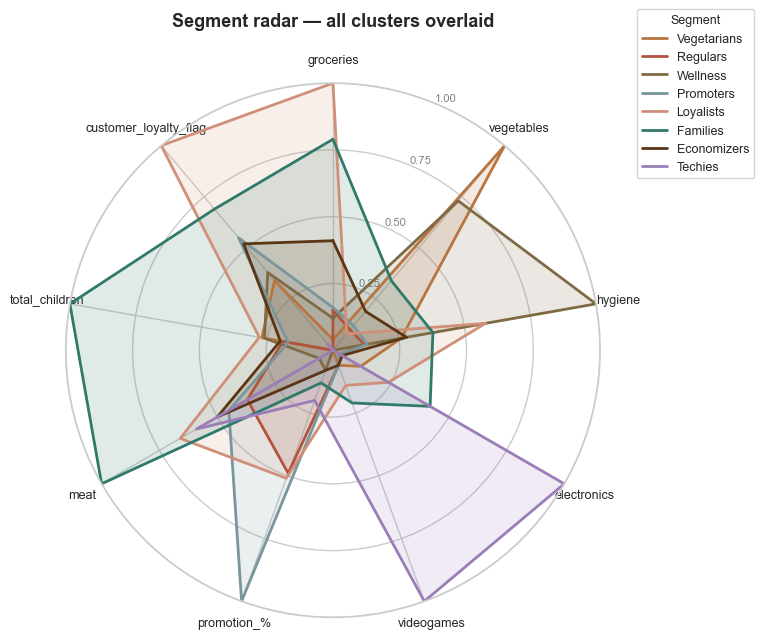 Segment radar — all clusters overlaid
Segment
Vegetarians
Regulars
Wellness
Promoters
Loyalists
Families
Economizers
Techies
groceries
vegetables
hygiene
electronics
videogames
promotion_%
meat
total_children
customer_loyalty_flag
1.00
0.75
0.50
0.25